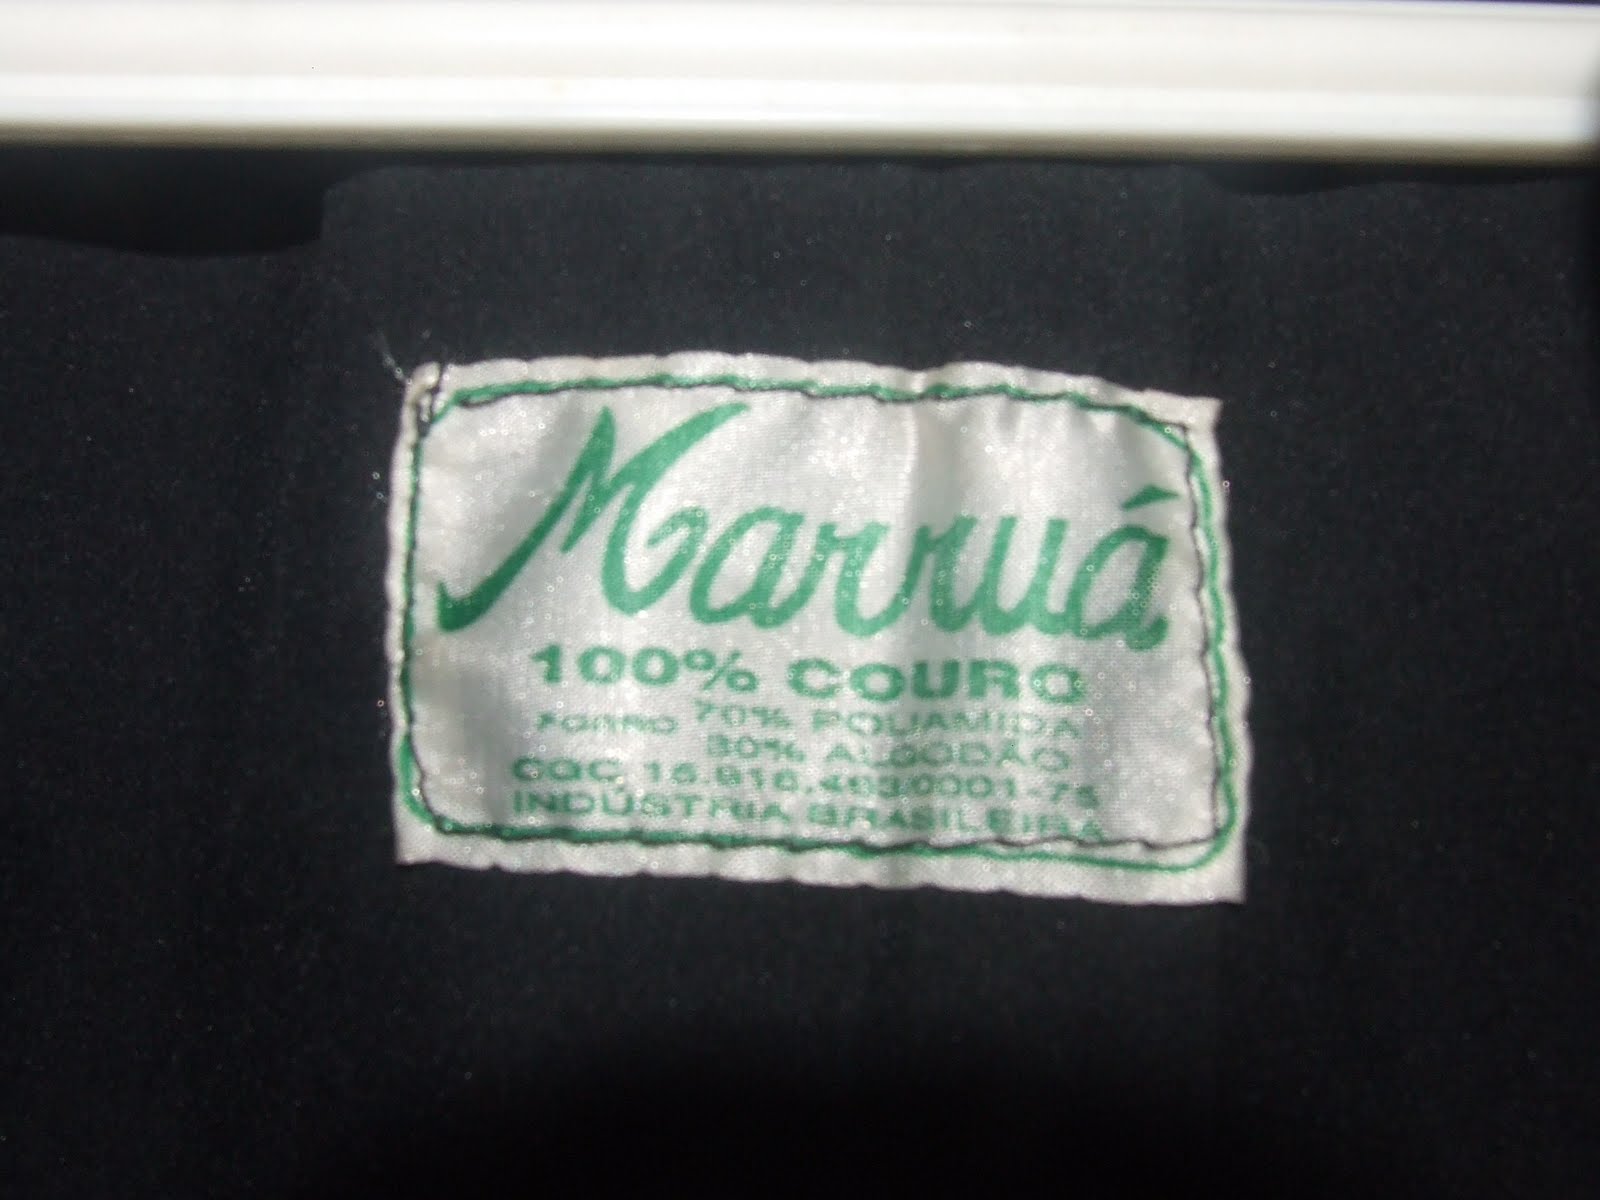 Marruá
100% COURO
FORRO 70% POLIAMIDA
30% ALGODÃO
CGC
INDÚSTRIA BRASILEIRA